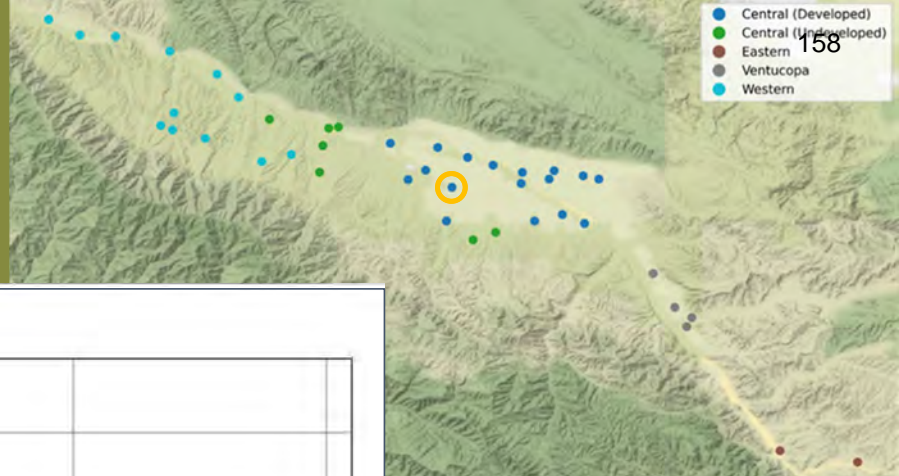 Central (Developed)
Central (Undeveloped)
158
Eastern
Ventucopa
Western